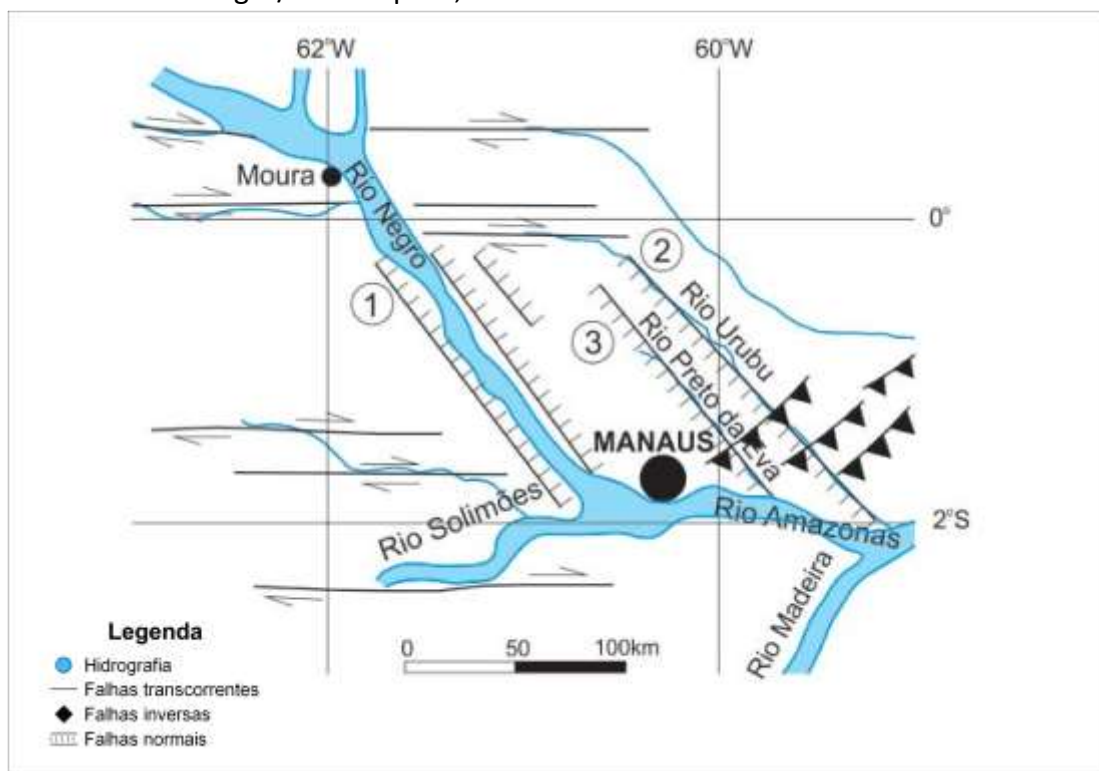 62°W
60°W
Moura
Rio Negro
0°
1
2
Rio Urubu
3
Rio Preto da Eva
MANAUS
Rio Solimões
Rio Amazonas
2°S
Rio Madeira
Legenda
Hidrografia
Falhas transcorrentes
Falhas inversas
Falhas normais
0 50 100km